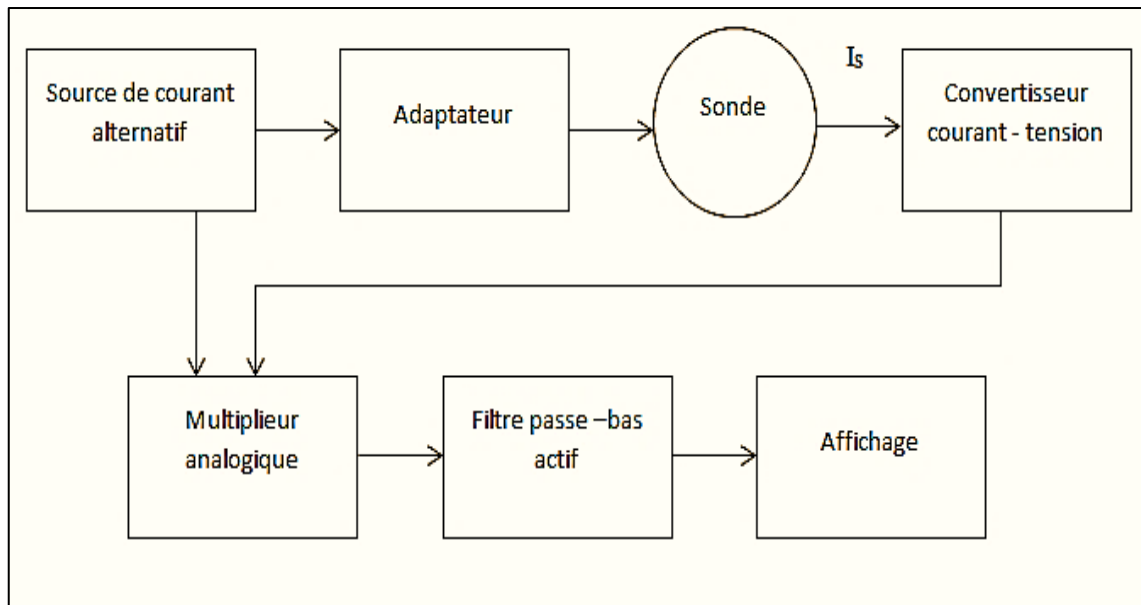 Source de courant
alternatif
Adaptateur
Sonde
Is
Convertisseur
courant - tension
Multiplieur
analogique
Filtre passe –bas
actif
Affichage